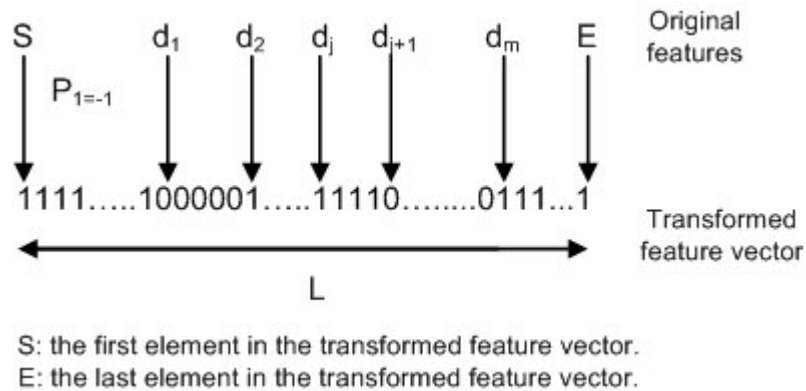 S d₁ d₂ dⱼ dⱼ₊₁ dₘ E
Original
features
P₁₌₋₁
1111.....1000001.....11110........0111...1
Transformed
feature vector
L
S: the first element in the transformed feature vector.
E: the last element in the transformed feature vector.